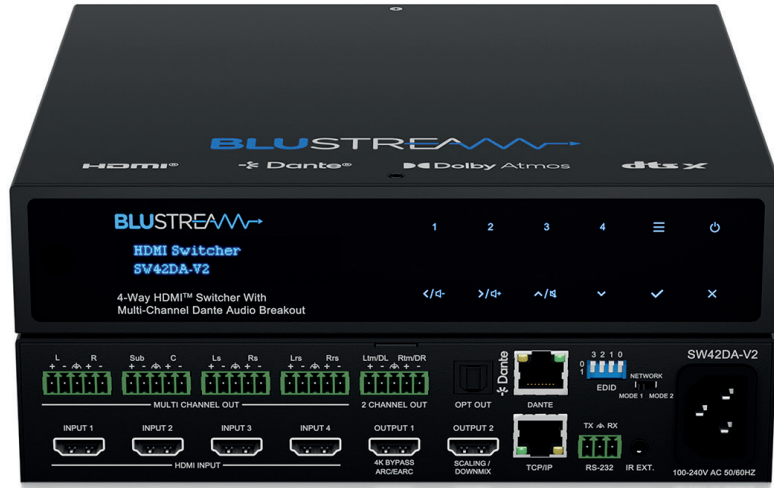 BLUSTREAM
HDMI® Dante® Dolby Atmos dts X
BLUSTREAM
HDMI Switcher
SW42DA-V2
4-Way HDMI™ Switcher With
Multi-Channel Dante Audio Breakout
1 2 3 4
L R Sub C Ls Rs Lrs Rrs Ltm/DL Rtm/DR
+ - + - + - + - + - + - + - + - + - + -
MULTI CHANNEL OUT 2 CHANNEL OUT OPT OUT
Dante
DANTE
3 2 1 0
0
1
EDID
NETWORK
MODE 1 MODE 2
SW42DA-V2
INPUT 1 INPUT 2 INPUT 3 INPUT 4 OUTPUT 1 OUTPUT 2
HDMI INPUT
4K BYPASS
ARC/EARC
SCALING /
DOWNMIX
TCP/IP
TX RX
RS-232
IR EXT.
100-240V AC 50/60HZ